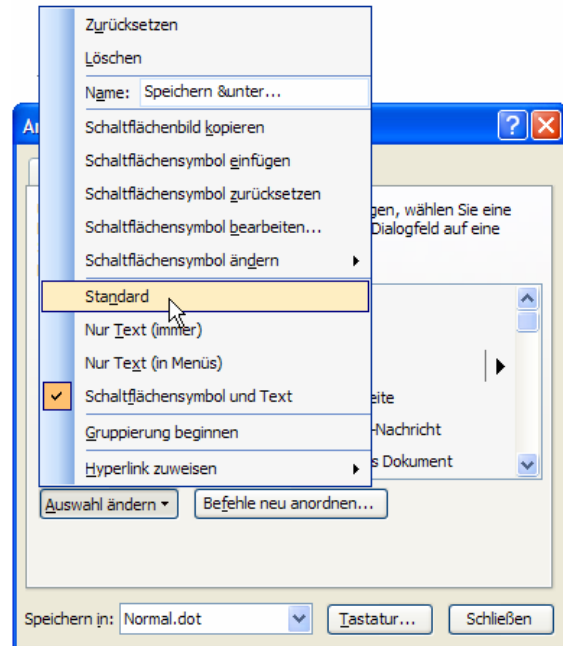 Zurücksetzen
Löschen
Name: Speichern &unter...
An
Schaltflächenbild kopieren
Schaltflächensymbol einfügen
Schaltflächensymbol zurücksetzen
gen, wählen Sie eine
Schaltflächensymbol bearbeiten...
Dialogfeld auf eine
Schaltflächensymbol ändern
Standard
Nur Text (immer)
Nur Text (in Menüs)
Schaltflächensymbol und Text
eite
Gruppierung beginnen
-Nachricht
Hyperlink zuweisen
s Dokument
Auswahl ändern Befehle neu anordnen...
Speichern in: Normal.dot Tastatur... Schließen